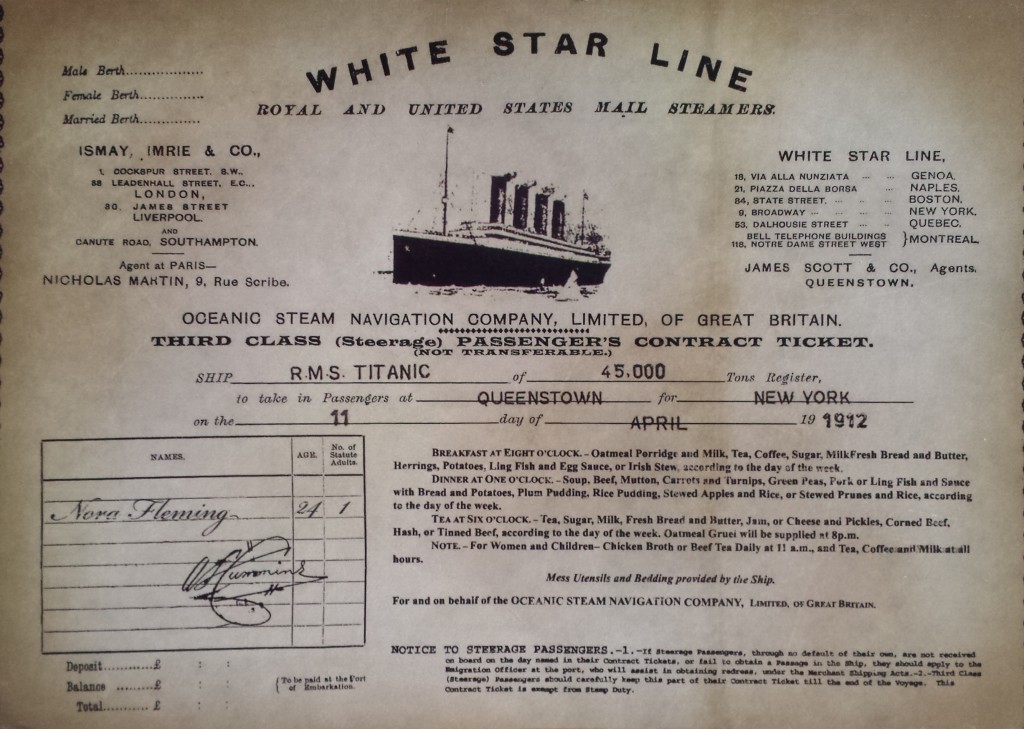 WHITE STAR LINE
ROYAL AND UNITED STATES MAIL STEAMERS.
Male Berth...................
Female Berth..............
Married Berth.............
ISMAY, IMRIE & CO.,
1, COCKSPUR STREET, S.W.,
38 LEADENHALL STREET, E.C.,.
LONDON,
30, JAMES STREET
LIVERPOOL.
AND
CANUTE ROAD, SOUTHAMPTON.
Agent at PARIS—
NICHOLAS MARTIN, 9, Rue Scribe.
WHITE STAR LINE,
18, VIA ALLA NUNZIATA ... ... GENOA.
21, PIAZZA DELLA BORSA ... ... NAPLES.
84, STATE STREET, ... ... BOSTON.
9, BROADWAY ... ... ... NEW YORK.
53, DALHOUSIE STREET ... ... QUEBEC.
BELL TELEPHONE BUILDINGS
118, NOTRE DAME STREET WEST } MONTREAL
JAMES SCOTT & CO., Agents,
QUEENSTOWN.
OCEANIC STEAM NAVIGATION COMPANY, LIMITED, OF GREAT BRITAIN.
THIRD CLASS (Steerage) PASSENGER'S CONTRACT TICKET.
(NOT TRANSFERABLE.)
SHIP R.M.S. TITANIC of 45.000 Tons Register,
to take in Passengers at QUEENSTOWN for NEW YORK
on the 11 day of APRIL 19 1912
NAMES. AGE. No. of Statute Adults.
Nora Fleming 24 1
Deposit............£ : :
Balance .........£ : :
Total............£ : :
{ To be paid at the Port
of Embarkation.
BREAKFAST AT EIGHT O'CLOCK. – Oatmeal Porridge and Milk, Tea, Coffee, Sugar, MilkFresh Bread and Butter,
Herrings, Potatoes, Ling Fish and Egg Sauce, or Irish Stew, according to the day of the week.
DINNER AT ONE O'CLOCK. – Soup, Beef, Mutton, Carrots and Turnips, Green Peas, Pork or Ling Fish and Sauce
with Bread and Potatoes, Plum Pudding, Rice Pudding, Stewed Apples and Rice, or Stewed Prunes and Rice, according
to the day of the week.
TEA AT SIX O'CLOCK. – Tea, Sugar, Milk, Fresh Bread and Butter, Jam, or Cheese and Pickles, Corned Beef,
Hash, or Tinned Beef, according to the day of the week. Oatmeal Gruel will be supplied at 8p.m.
NOTE. – For Women and Children– Chicken Broth or Beef Tea Daily at 11 a.m., and Tea, Coffee and Milk at all
hours.
Mess Utensils and Bedding provided by the Ship.
For and on behalf of the OCEANIC STEAM NAVIGATION COMPANY, LIMITED, OF GREAT BRITAIN.
NOTICE TO STEERAGE PASSENGERS.-1.-If Steerage Passengers, through no default of their own, are not received
on board on the day named in their Contract Tickets, or fail to obtain a Passage in the Ship, they should apply to the
Emigration Officer at the port, who will assist in obtaining redress, under the Merchant Shipping Acts.-2.-Third Class
(Steerage) Passengers should carefully keep this part of their Contract Ticket till the end of the Voyage. This
Contract Ticket is exempt from Stamp Duty.